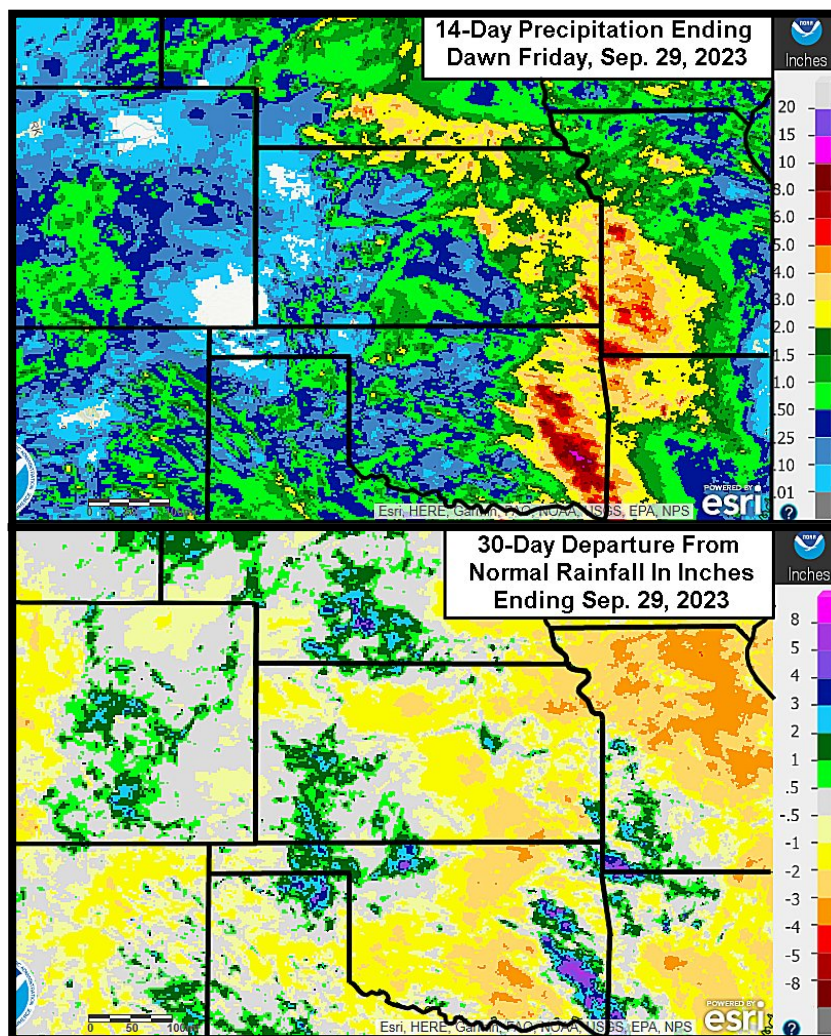 14-Day Precipitation Ending
Dawn Friday, Sep. 29, 2023
Inches
20
15
10
8.0
6.0
5.0
4.0
3.0
2.0
1.5
1.0
.50
.25
.10
.01
?
POWERED BY
esri
Esri, HERE, Garmin, FAO, NOAA, USGS, EPA, NPS
30-Day Departure From
Normal Rainfall In Inches
Ending Sep. 29, 2023
noaa
Inches
8
5
4
3
2
1
.5
-.5
-1
-2
-3
-4
-5
-8
?
POWERED BY
esri
0 50 100mi
Esri, HERE, Garmin, FAO, NOAA, USGS, EPA, NPS